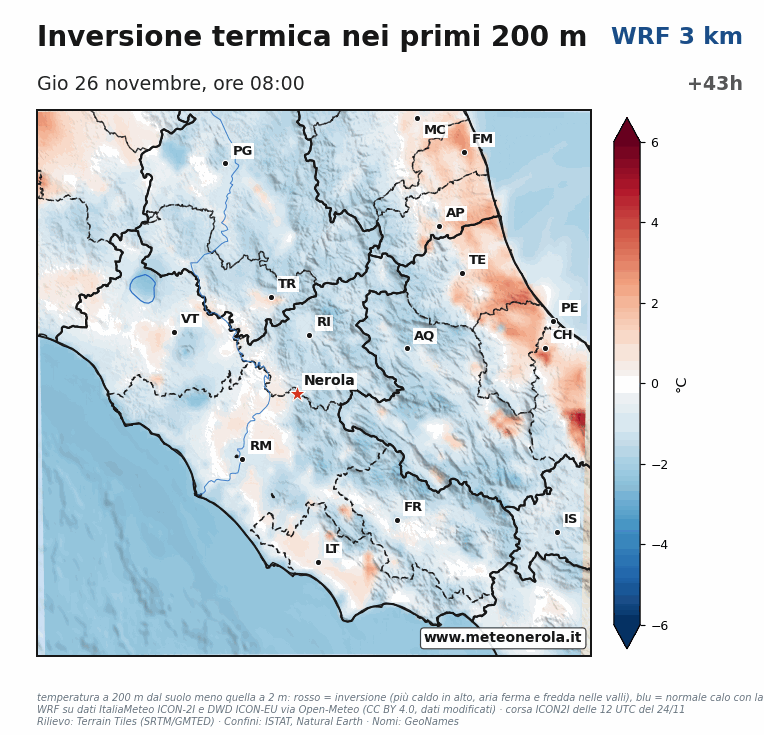 Inversione termica nei primi 200 m WRF 3 km
Gio 26 novembre, ore 08:00 +43h
MC
FM
PG
AP
TE
TR
PE
VT
RI
AQ
CH
Nerola
RM
FR
IS
LT
www.meteonerola.it
6
4
2
0
−2
−4
−6
°C
temperatura a 200 m dal suolo meno quella a 2 m: rosso = inversione (più caldo in alto, aria ferma e fredda nelle valli), blu = normale calo con la
WRF su dati ItaliaMeteo ICON-2I e DWD ICON-EU via Open-Meteo (CC BY 4.0, dati modificati) · corsa ICON2I delle 12 UTC del 24/11
Rilievo: Terrain Tiles (SRTM/GMTED) · Confini: ISTAT, Natural Earth · Nomi: GeoNames